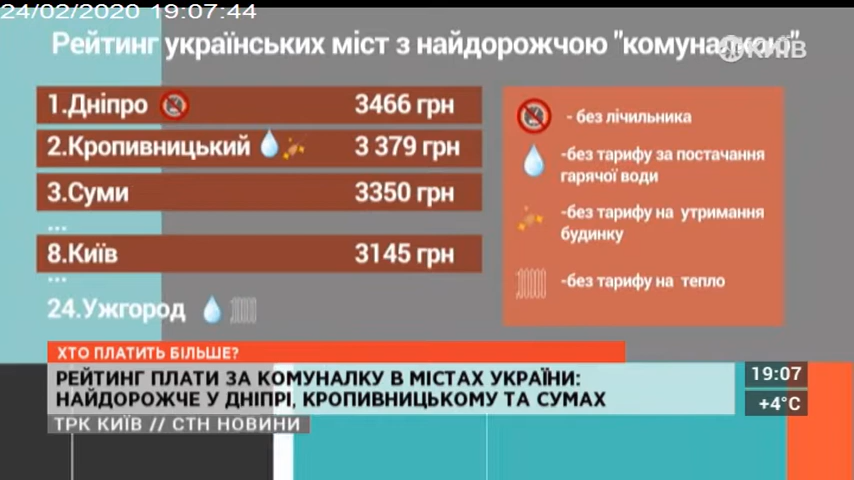 24/02/2020 19:07:44
Рейтинг українських міст з найдорожчою "комуналкою"
КИЇВ
1.Дніпро 3466 грн
2.Кропивницький 3 379 грн
3.Суми 3350 грн
...
8.Київ 3145 грн
...
24.Ужгород
- без лічильника
-без тарифу за постачання
гарячої води
-без тарифу на утримання
будинку
-без тарифу на тепло
ХТО ПЛАТИТЬ БІЛЬШЕ?
РЕЙТИНГ ПЛАТИ ЗА КОМУНАЛКУ В МІСТАХ УКРАЇНИ:
НАЙДОРОЖЧЕ У ДНІПРІ, КРОПИВНИЦЬКОМУ ТА СУМАХ
19:07
+4°C
ТРК КИЇВ // СТН НОВИНИ